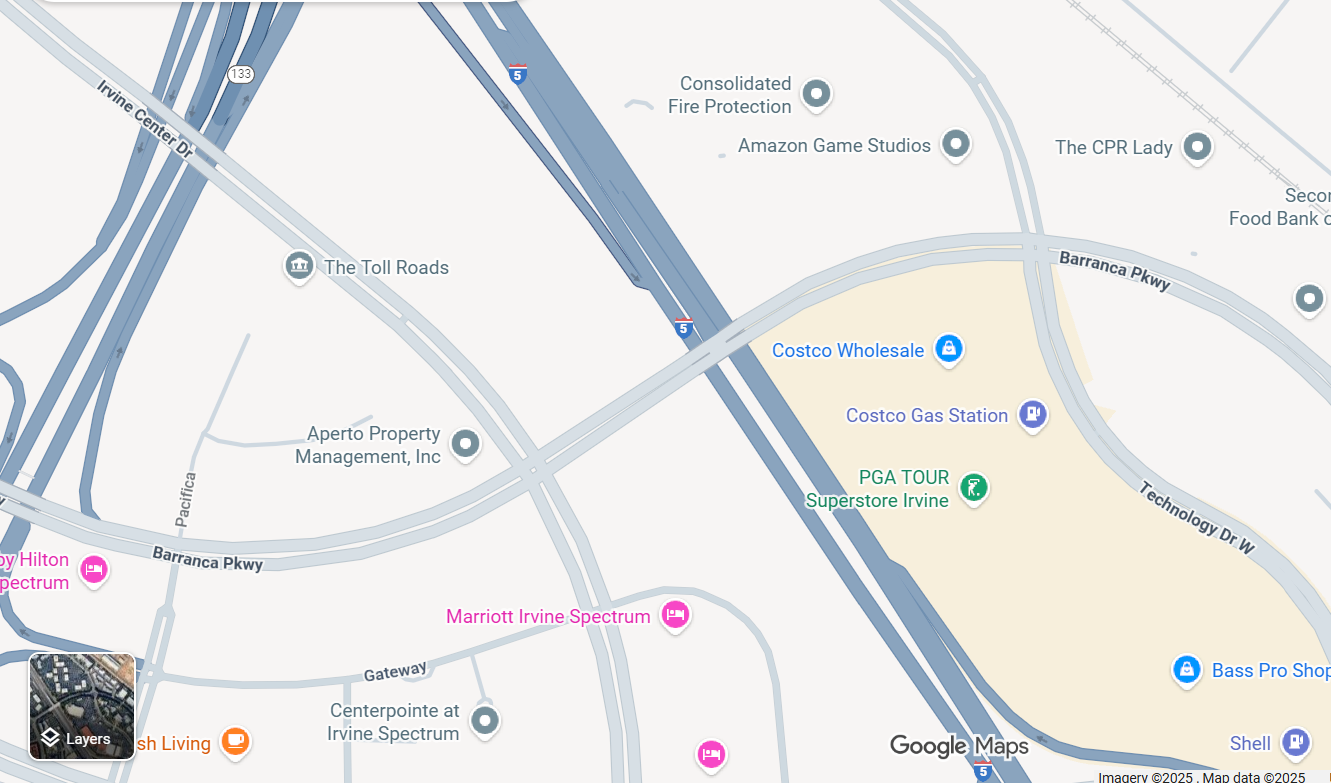 133
5
Irvine Center Dr
Consolidated
Fire Protection
Amazon Game Studios
The CPR Lady
Food Bank
The Toll Roads
Barranca Pkwy
5
Costco Wholesale
Costco Gas Station
Aperto Property
Management, Inc
PGA TOUR
Superstore Irvine
Pacifica
Technology Dr W
Barranca Pkwy
Hilton
Marriott Irvine Spectrum
Gateway
Bass Pro Shop
Centerpointe at
Irvine Spectrum
Layers
Living
Google Maps
Shell
5
Imagery ©2025 , Map data ©2025